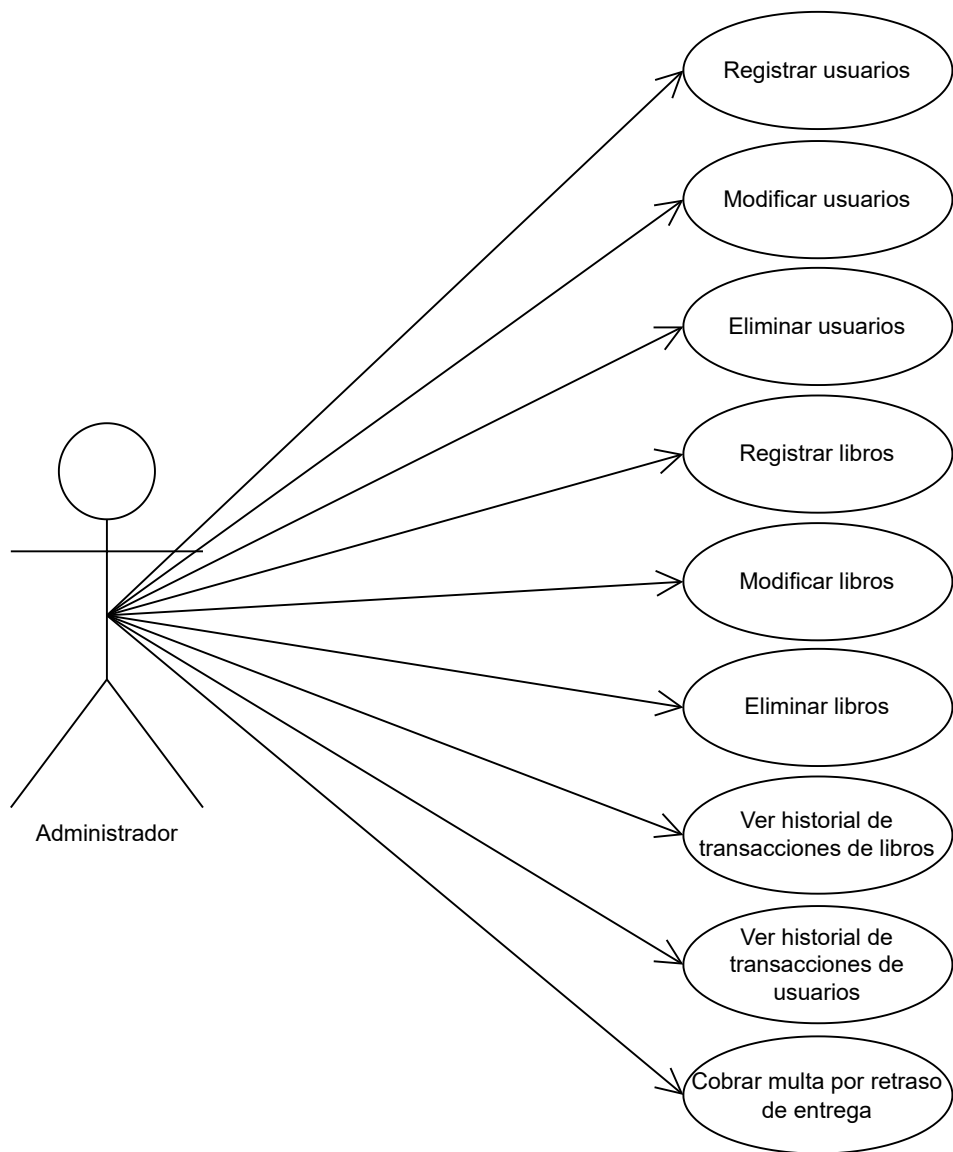 Registrar usuarios
Modificar usuarios
Eliminar usuarios
Registrar libros
Modificar libros
Eliminar libros
Ver historial de
transacciones de libros
Administrador
Ver historial de
transacciones de
usuarios
Cobrar multa por retraso
de entrega